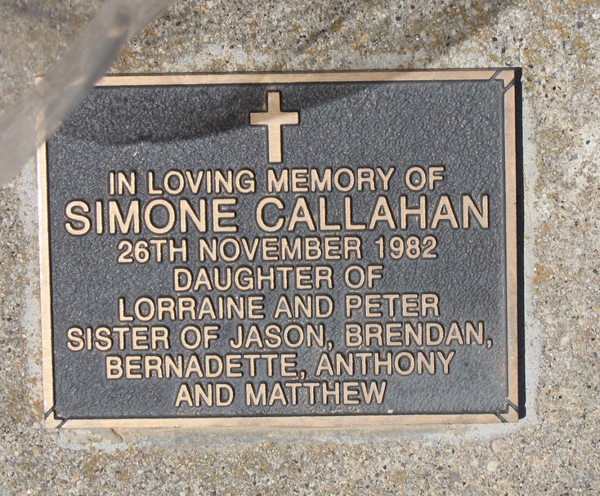 IN LOVING MEMORY OF
SIMONE CALLAHAN
26TH NOVEMBER 1982
DAUGHTER OF
LORRAINE AND PETER
SISTER OF JASON, BRENDAN,
BERNADETTE, ANTHONY
AND MATTHEW